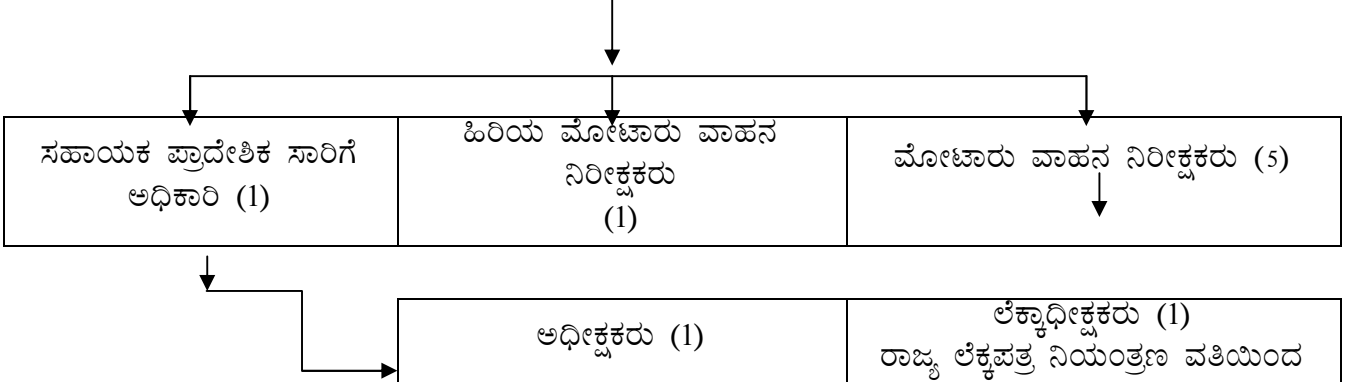 ಸಹಾಯಕ ಪ್ರಾದೇಶಿಕ ಸಾರಿಗೆ
ಅಧಿಕಾರಿ (1)
ಹಿರಿಯ ಮೋಟಾರು ವಾಹನ
ನಿರೀಕ್ಷಕರು
(1)
ಮೋಟಾರು ವಾಹನ ನಿರೀಕ್ಷಕರು (5)
ಅಧೀಕ್ಷಕರು (1)
ಲೆಕ್ಕಾಧೀಕ್ಷಕರು (1)
ರಾಜ್ಯ ಲೆಕ್ಕಪತ್ರ ನಿಯಂತ್ರಣ ವತಿಯಿಂದ